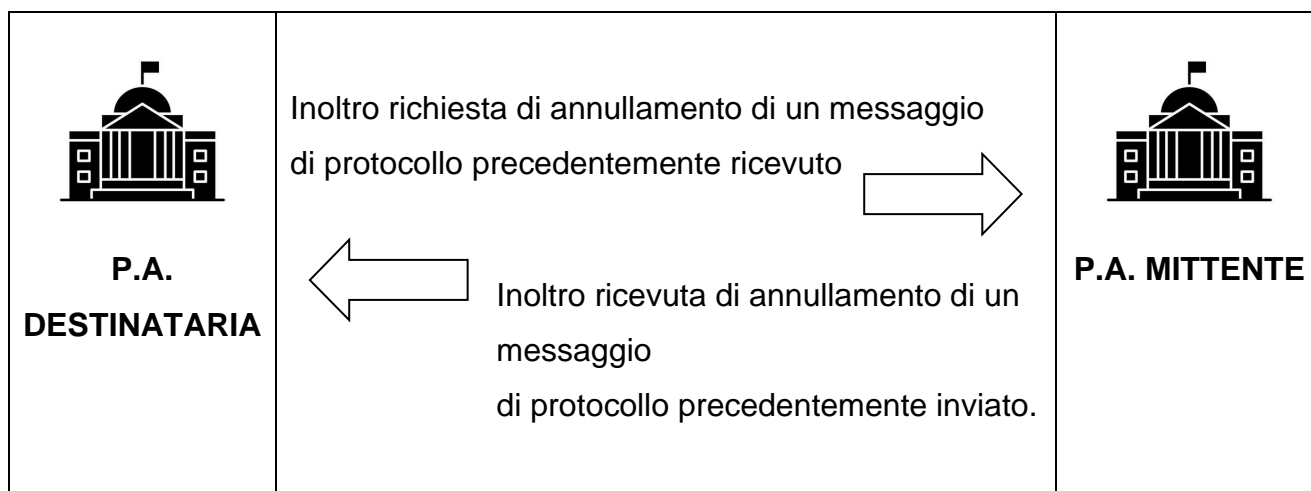 P.A.
DESTINATARIA
Inoltro richiesta di annullamento di un messaggio
di protocollo precedentemente ricevuto
Inoltro ricevuta di annullamento di un
messaggio
di protocollo precedentemente inviato.
P.A. MITTENTE